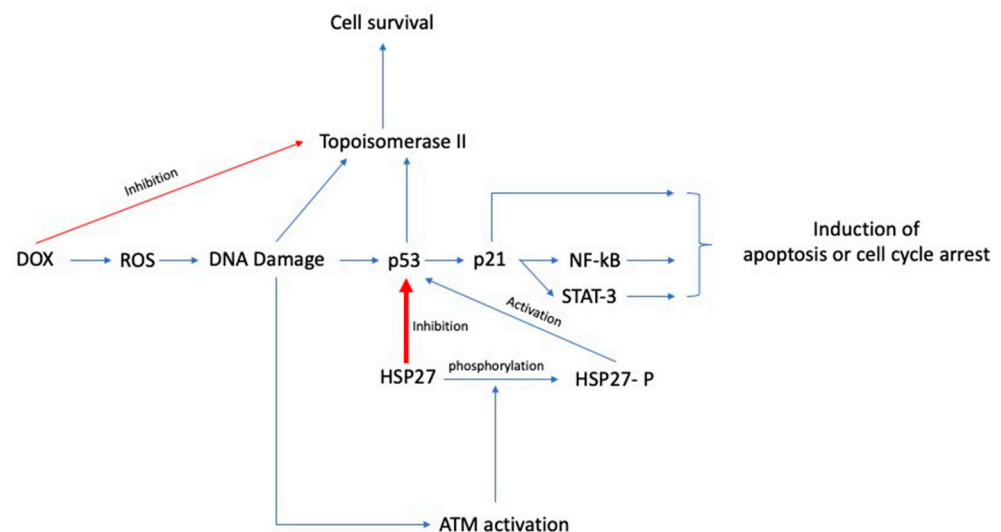 Cell survival
Topoisomerase II
Inhibition
DOX
ROS
DNA Damage
p53
p21
NF-kB
STAT-3
Induction of
apoptosis or cell cycle arrest
Activation
Inhibition
HSP27
phosphorylation
HSP27- P
ATM activation